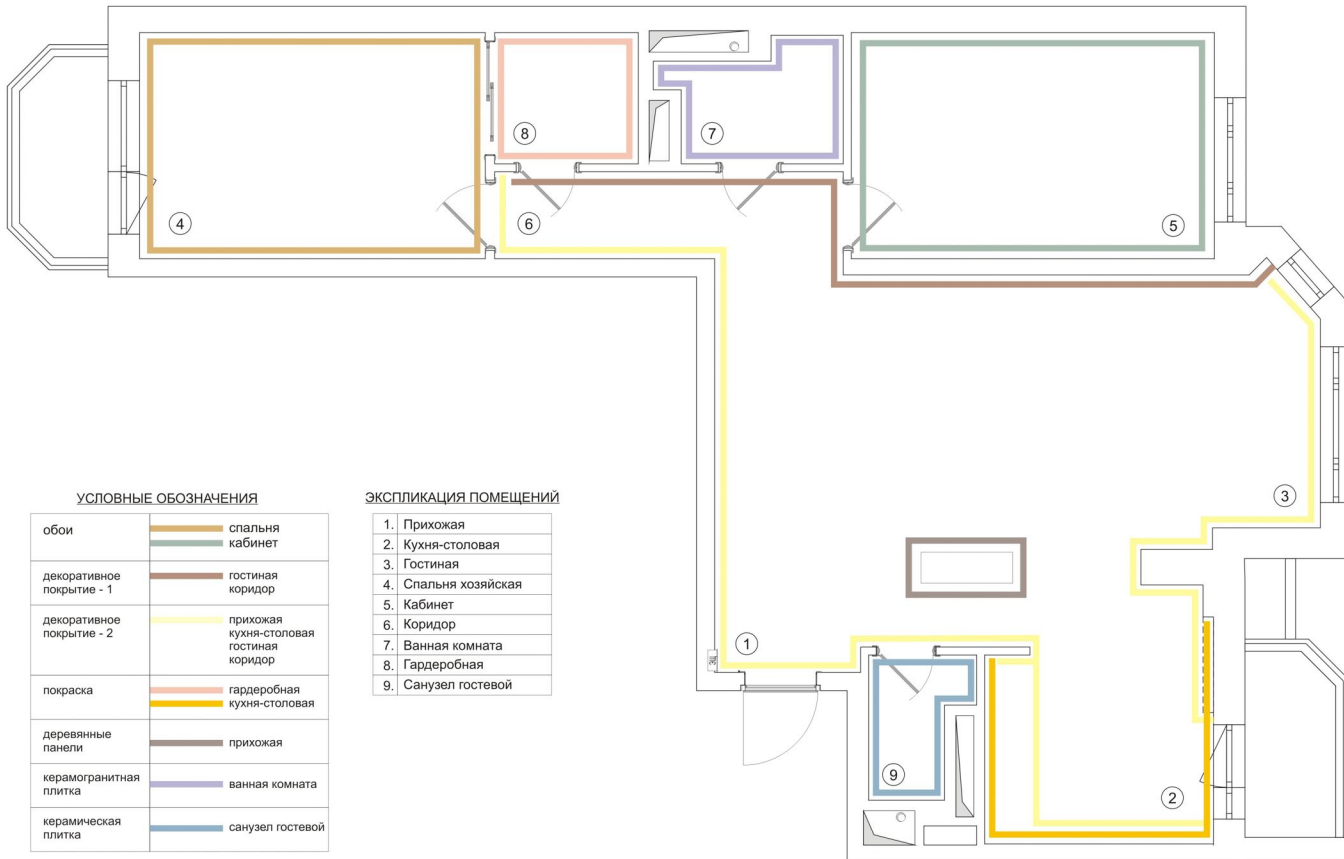 8
7
4
6
5
3
УСЛОВНЫЕ ОБОЗНАЧЕНИЯ
обои
спальня
кабинет
декоративное
покрытие - 1
гостиная
коридор
декоративное
покрытие - 2
прихожая
кухня-столовая
гостиная
коридор
покраска
гардеробная
кухня-столовая
деревянные
панели
прихожая
керамогранитная
плитка
ванная комната
керамическая
плитка
санузел гостевой
ЭКСПЛИКАЦИЯ ПОМЕЩЕНИЙ
1. Прихожая
2. Кухня-столовая
3. Гостиная
4. Спальня хозяйская
5. Кабинет
6. Коридор
7. Ванная комната
8. Гардеробная
9. Санузел гостевой
1
ЭЩ
9
2